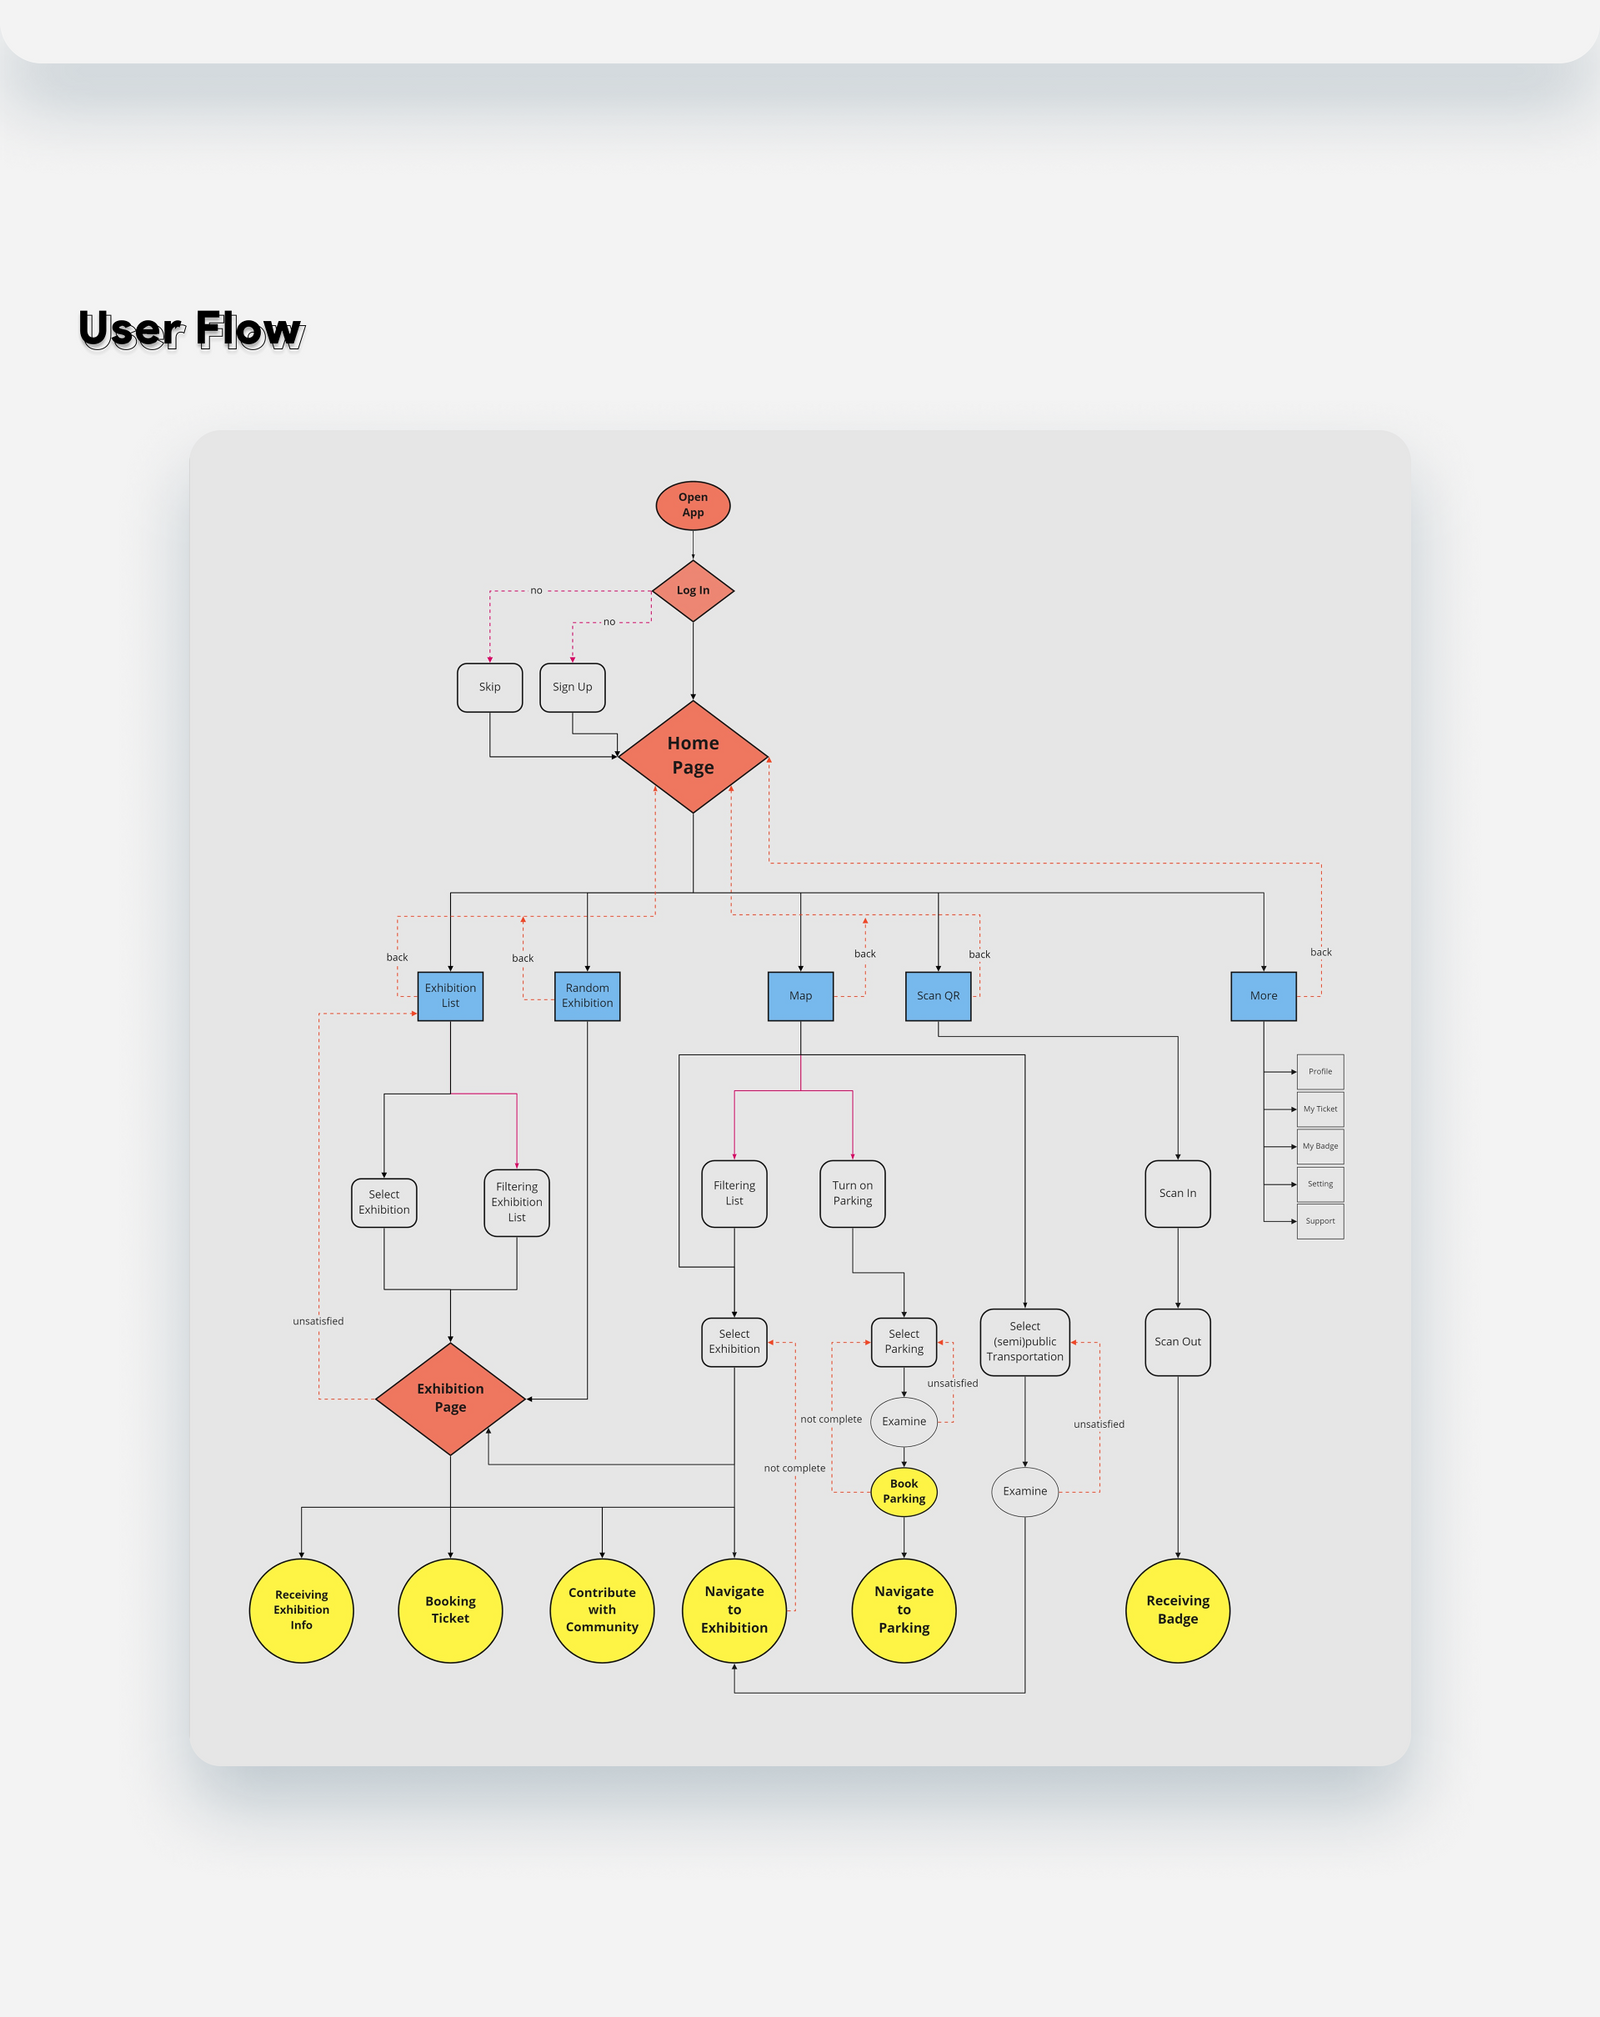 User Flow
Open
App
Log In
no
no
Skip
Sign Up
Home
Page
back
back
back
back
back
Exhibition
List
Random
Exhibition
Map
Scan QR
More
Profile
My Ticket
My Badge
Setting
Support
Select
Exhibition
Filtering
Exhibition
List
Filtering
List
Turn on
Parking
Scan In
unsatisfied
Select
Exhibition
Select
Parking
Select
(semi)public
Transportation
Scan Out
Exhibition
Page
unsatisfied
not complete
Examine
unsatisfied
not complete
Book
Parking
Examine
Receiving
Exhibition
Info
Booking
Ticket
Contribute
with
Community
Navigate
to
Exhibition
Navigate
to
Parking
Receiving
Badge